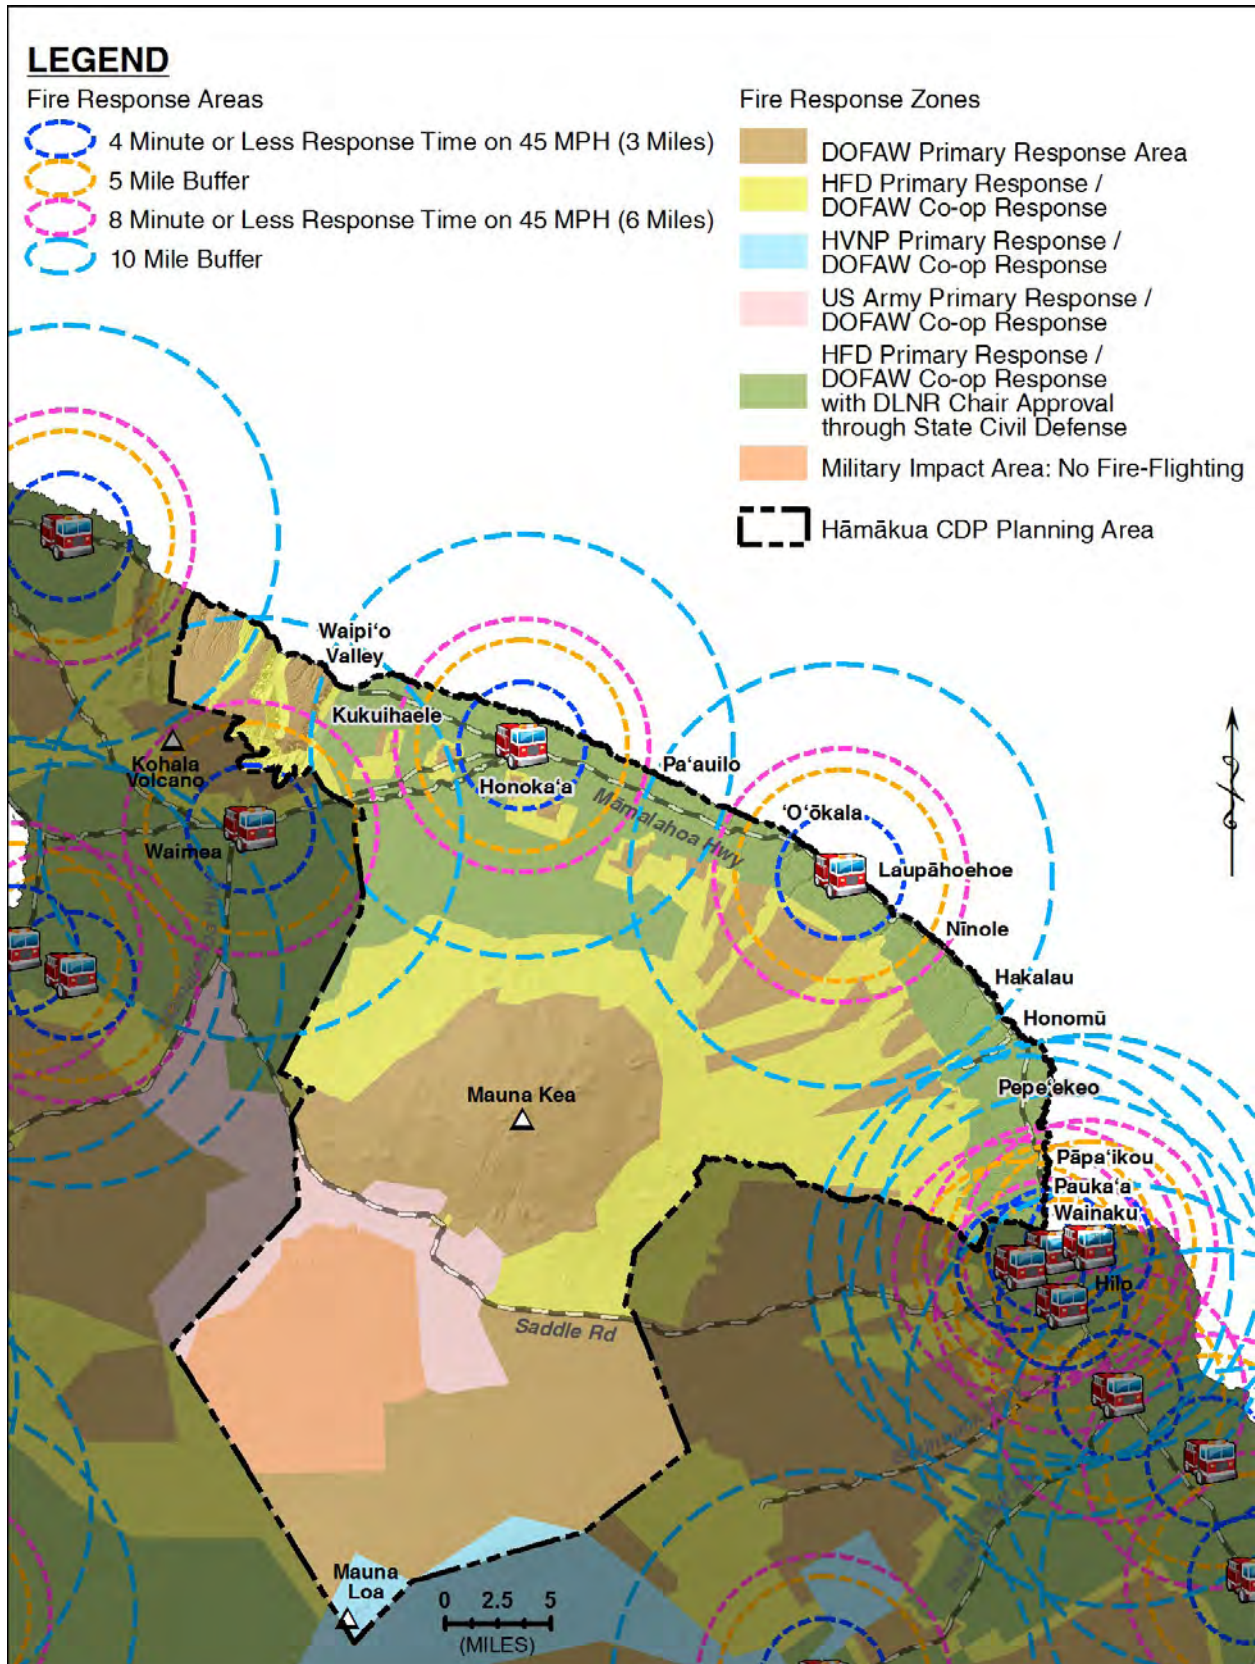 LEGEND
Fire Response Areas
4 Minute or Less Response Time on 45 MPH (3 Miles)
5 Mile Buffer
8 Minute or Less Response Time on 45 MPH (6 Miles)
10 Mile Buffer
Fire Response Zones
DOFAW Primary Response Area
HFD Primary Response /
DOFAW Co-op Response
HVNP Primary Response /
DOFAW Co-op Response
US Army Primary Response /
DOFAW Co-op Response
HFD Primary Response /
DOFAW Co-op Response
with DLNR Chair Approval
through State Civil Defense
Military Impact Area: No Fire-Flighting
Hāmākua CDP Planning Area
Waipiʻo
Valley
Kukuihaele
Kohala
Volcano
Honokaʻa
Paʻauilo
Māmalahoa Hwy
ʻOʻōkala
Waimea
Laupāhoehoe
Nīnole
Hakalau
Honomū
Pepeʻekeo
Mauna Kea
Pāpaʻikou
Paukaʻa
Wainaku
Hilo
Saddle Rd
Mauna
Loa
0 2.5 5
(MILES)